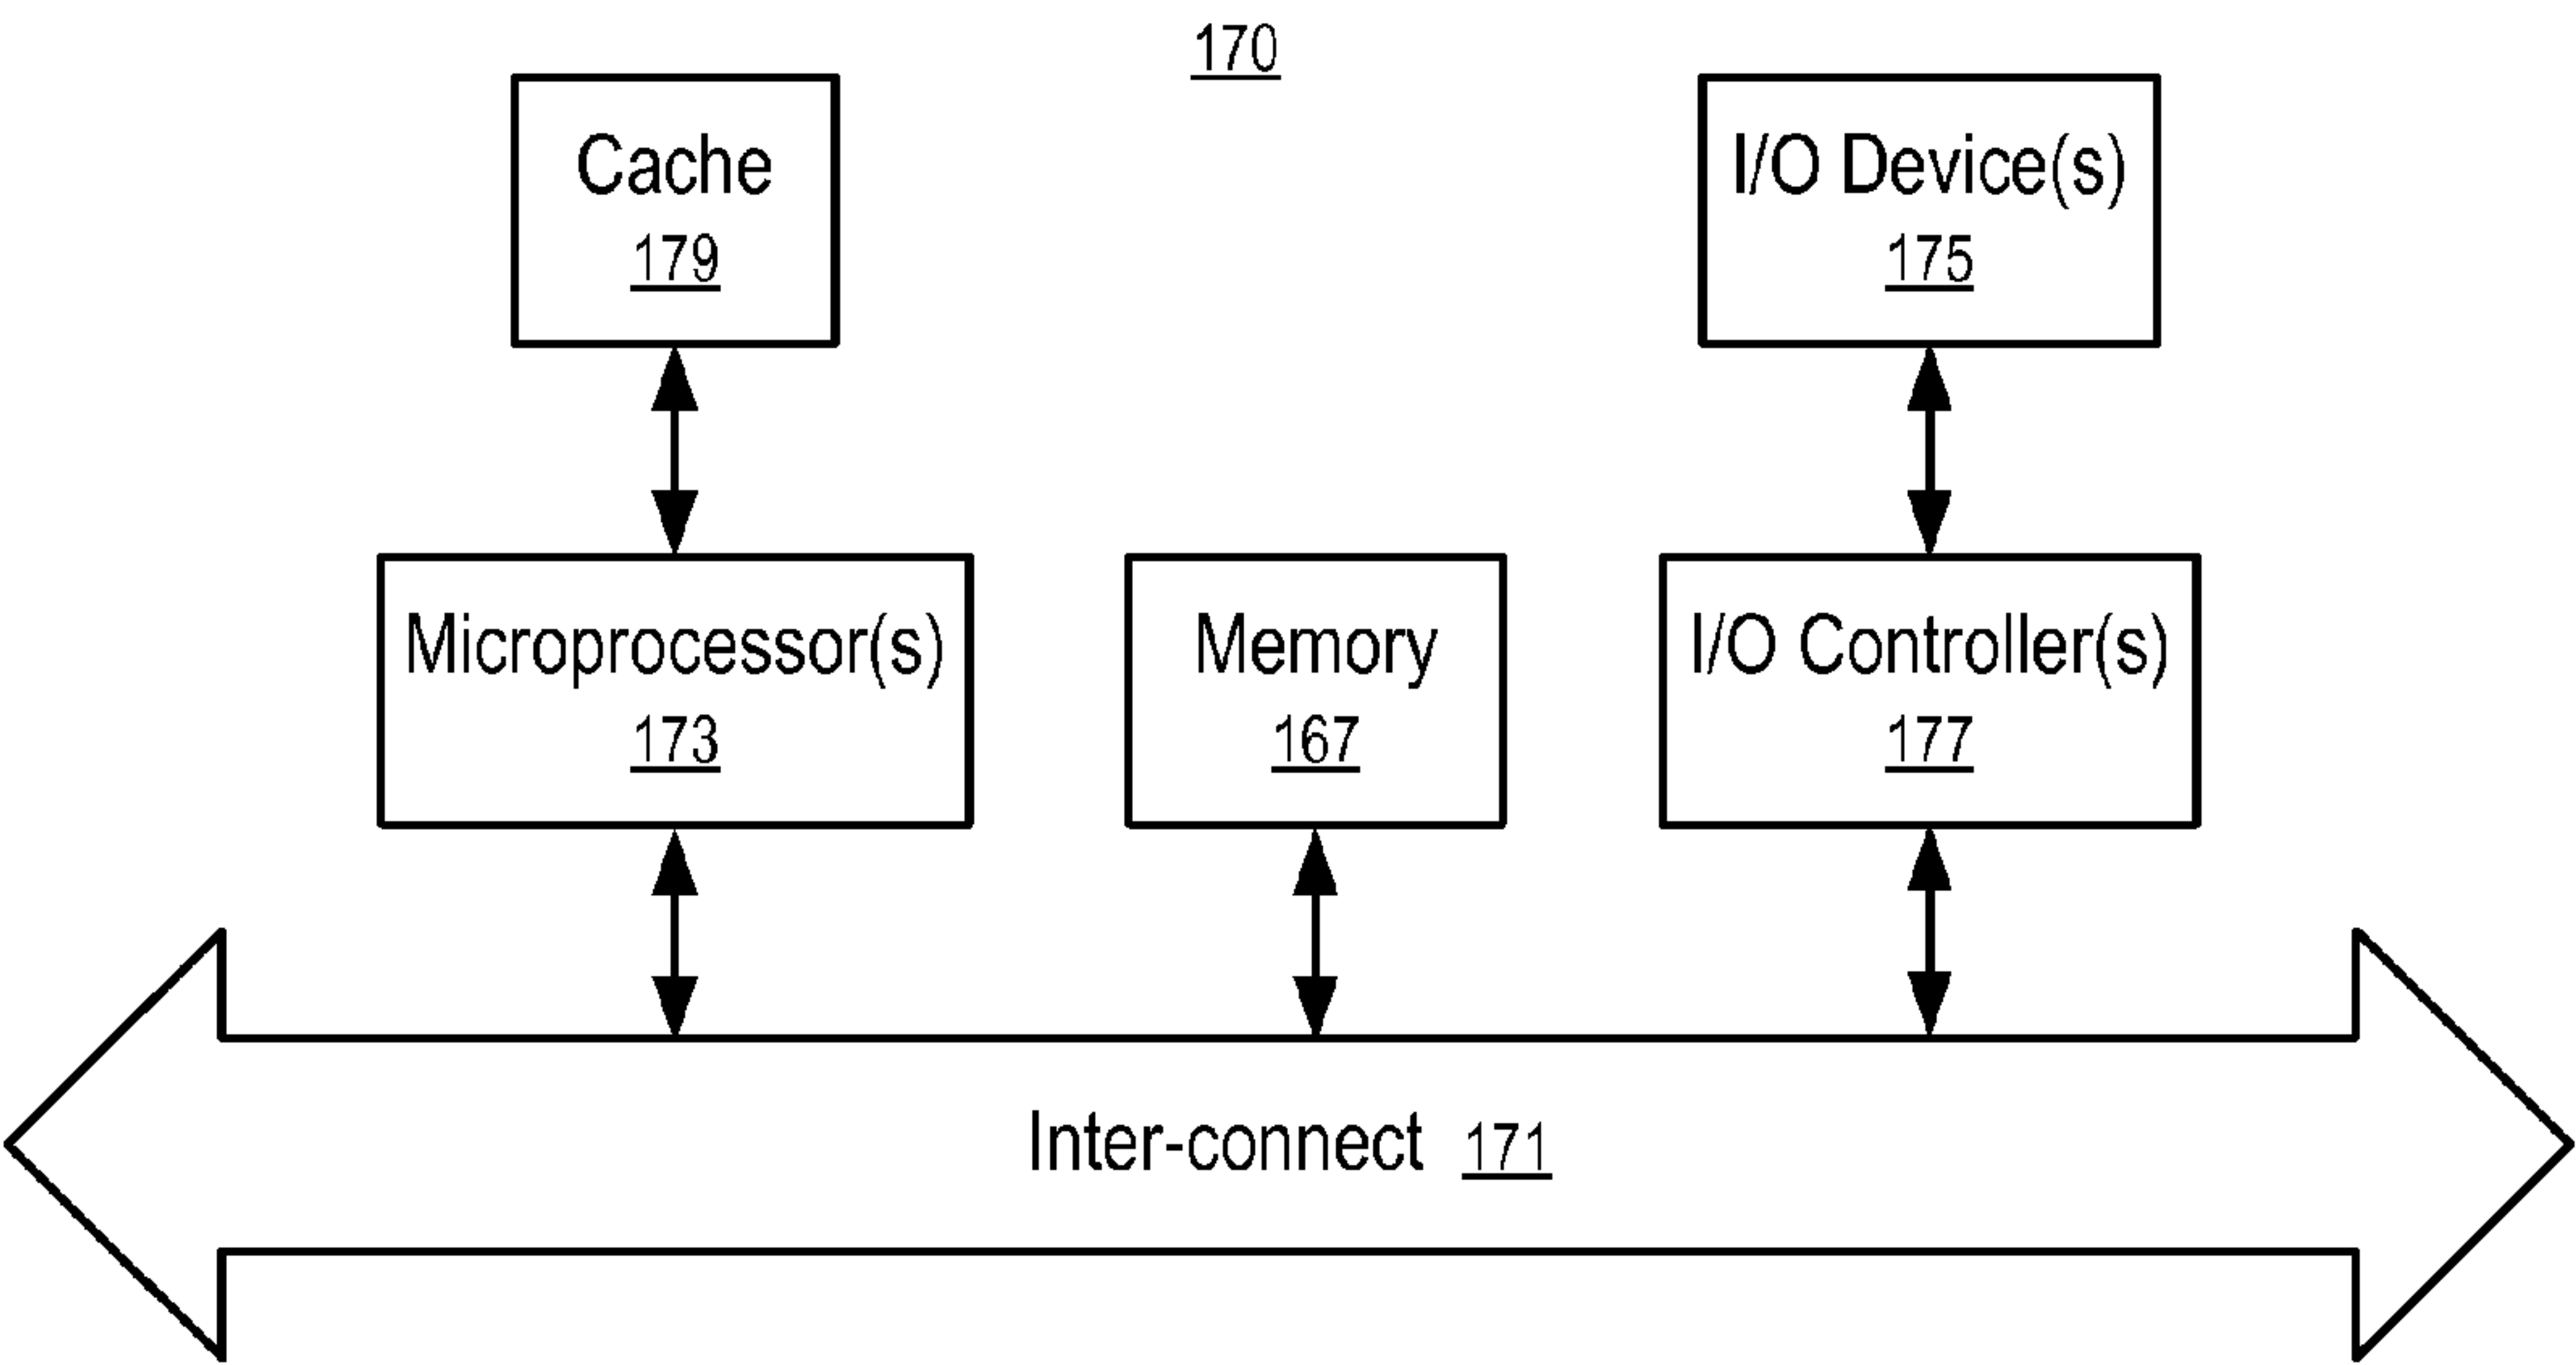 170
Cache
179
I/O Device(s)
175
Microprocessor(s)
173
Memory
167
I/O Controller(s)
177
Inter-connect 171